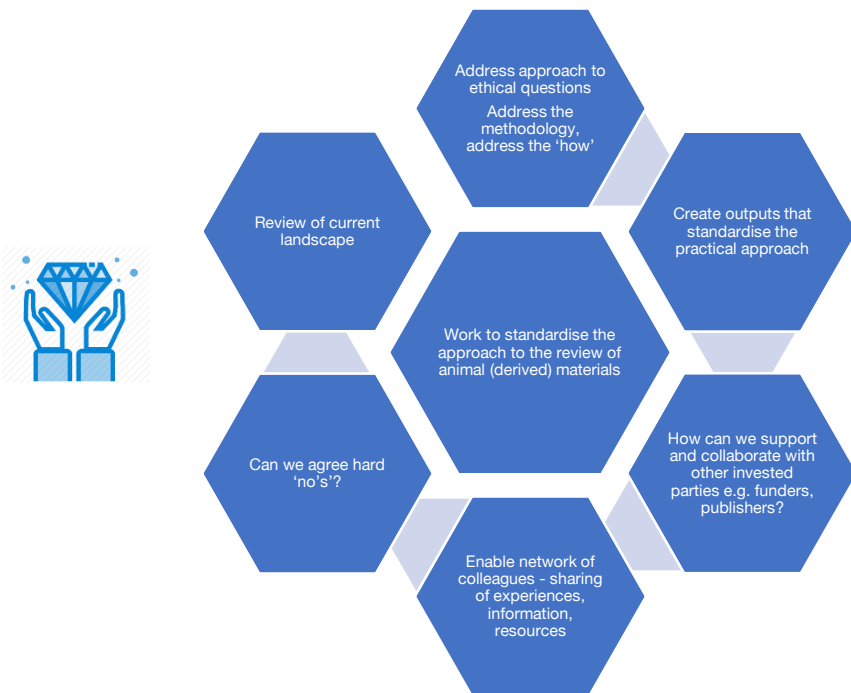 Address approach to
ethical questions
Address the
methodology,
address the ‘how’
Create outputs that
standardise the
practical approach
How can we support
and collaborate with
other invested
parties e.g. funders,
publishers?
Enable network of
colleagues - sharing
of experiences,
information,
resources
Can we agree hard
‘no’s’?
Review of current
landscape
Work to standardise the
approach to the review of
animal (derived) materials